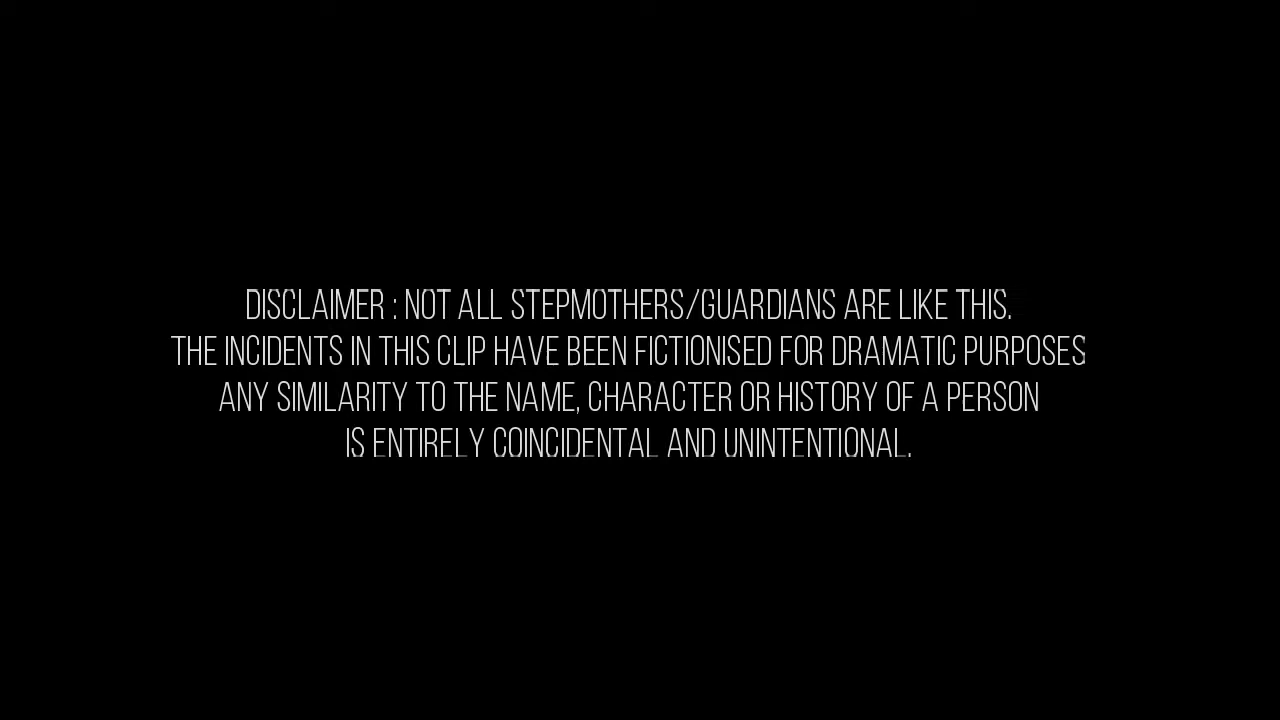 DISCLAIMER : NOT ALL STEPMOTHERS/GUARDIANS ARE LIKE THIS.
THE INCIDENTS IN THIS CLIP HAVE BEEN FICTIONISED FOR DRAMATIC PURPOSES
ANY SIMILARITY TO THE NAME, CHARACTER OR HISTORY OF A PERSON
IS ENTIRELY COINCIDENTAL AND UNINTENTIONAL.